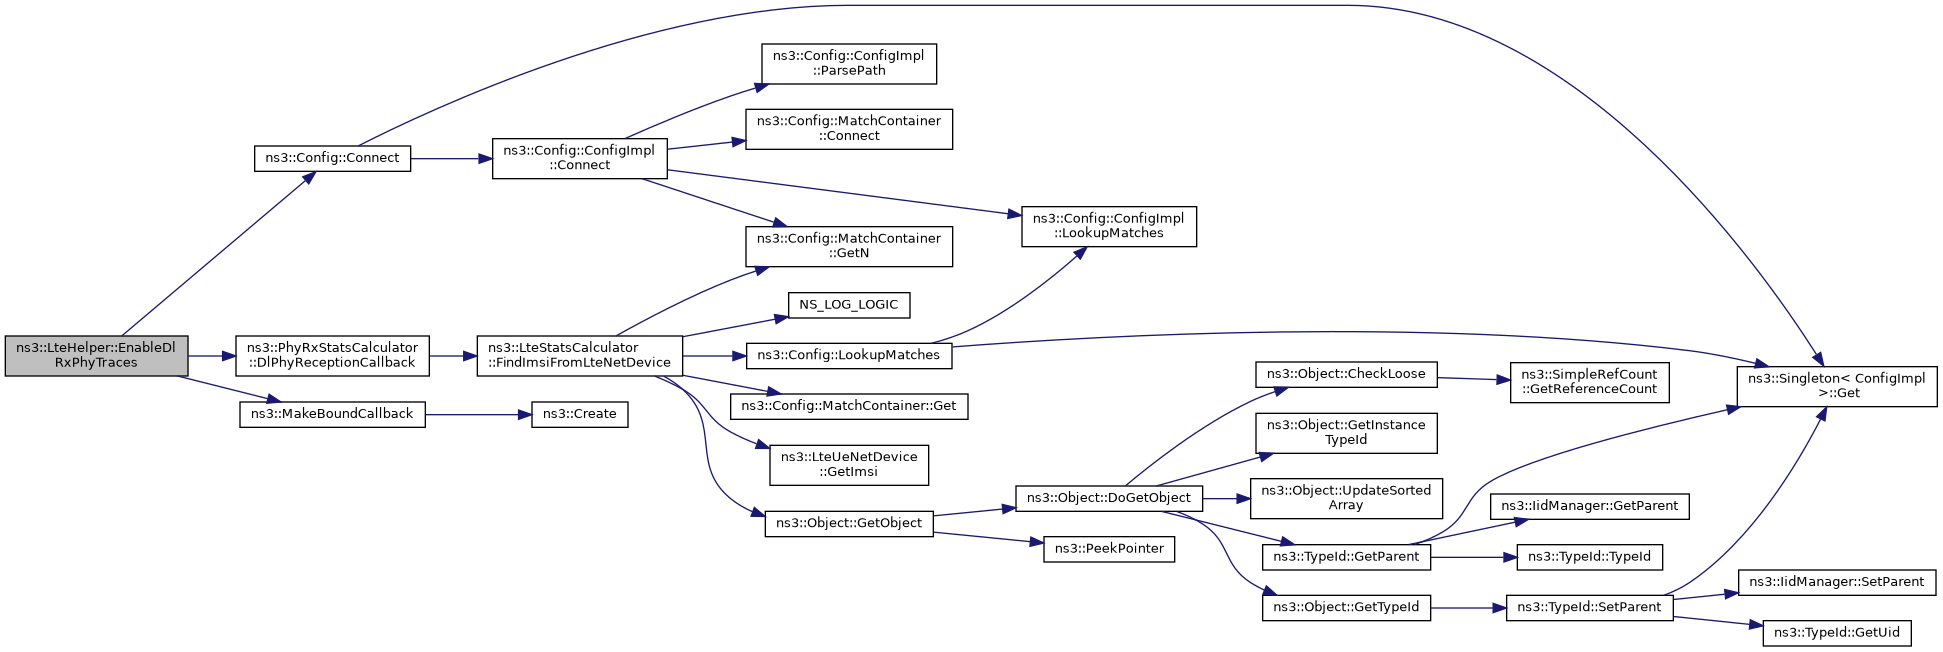 ns3::LteHelper::EnableDl
RxPhyTraces
ns3::Config::Connect
ns3::PhyRxStatsCalculator
::DlPhyReceptionCallback
ns3::MakeBoundCallback
ns3::Config::ConfigImpl
::Connect
ns3::LteStatsCalculator
::FindImsiFromLteNetDevice
ns3::Create
ns3::Config::ConfigImpl
::ParsePath
ns3::Config::MatchContainer
::Connect
ns3::Config::MatchContainer
::GetN
NS_LOG_LOGIC
ns3::Config::LookupMatches
ns3::Config::MatchContainer::Get
ns3::LteUeNetDevice
::GetImsi
ns3::Object::GetObject
ns3::Config::ConfigImpl
::LookupMatches
ns3::Object::DoGetObject
ns3::PeekPointer
ns3::Object::CheckLoose
ns3::Object::GetInstance
TypeId
ns3::Object::UpdateSorted
Array
ns3::TypeId::GetParent
ns3::Object::GetTypeId
ns3::SimpleRefCount
::GetReferenceCount
ns3::IidManager::GetParent
ns3::TypeId::TypeId
ns3::TypeId::SetParent
ns3::Singleton< ConfigImpl
>::Get
ns3::IidManager::SetParent
ns3::TypeId::GetUid